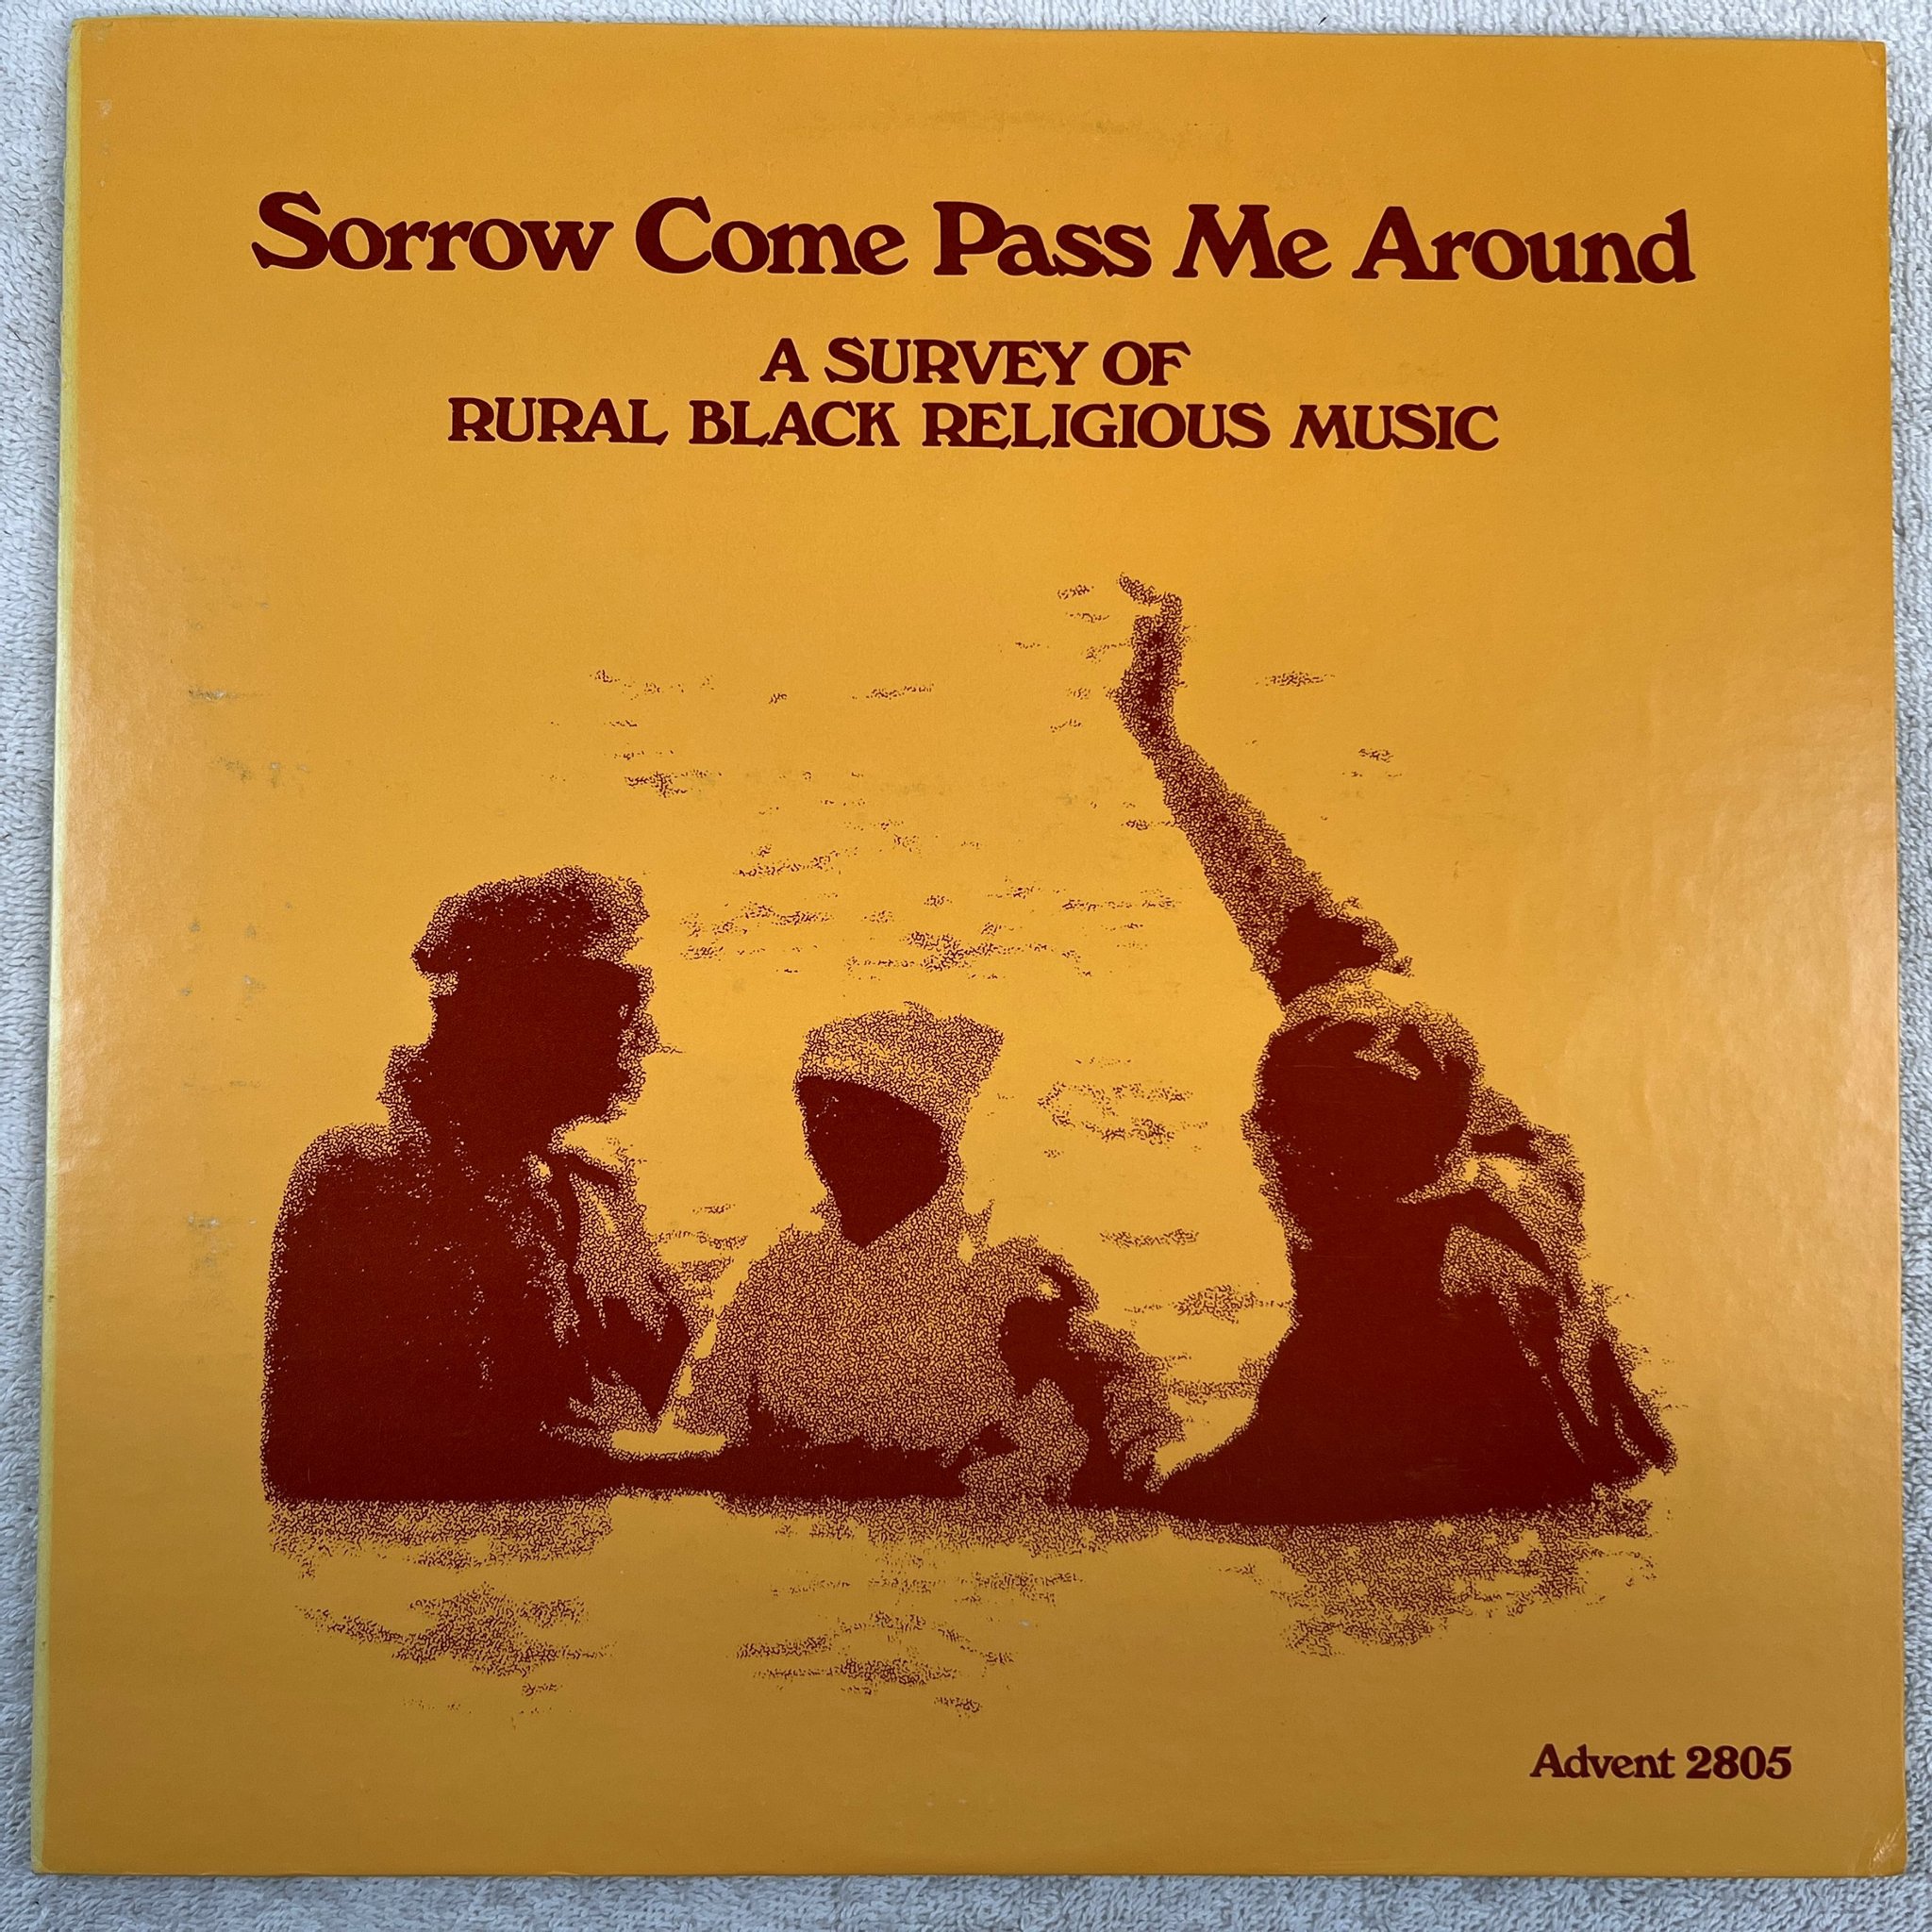 Sorrow Come Pass Me Around
A SURVEY OF
RURAL BLACK RELIGIOUS MUSIC
Advent 2805